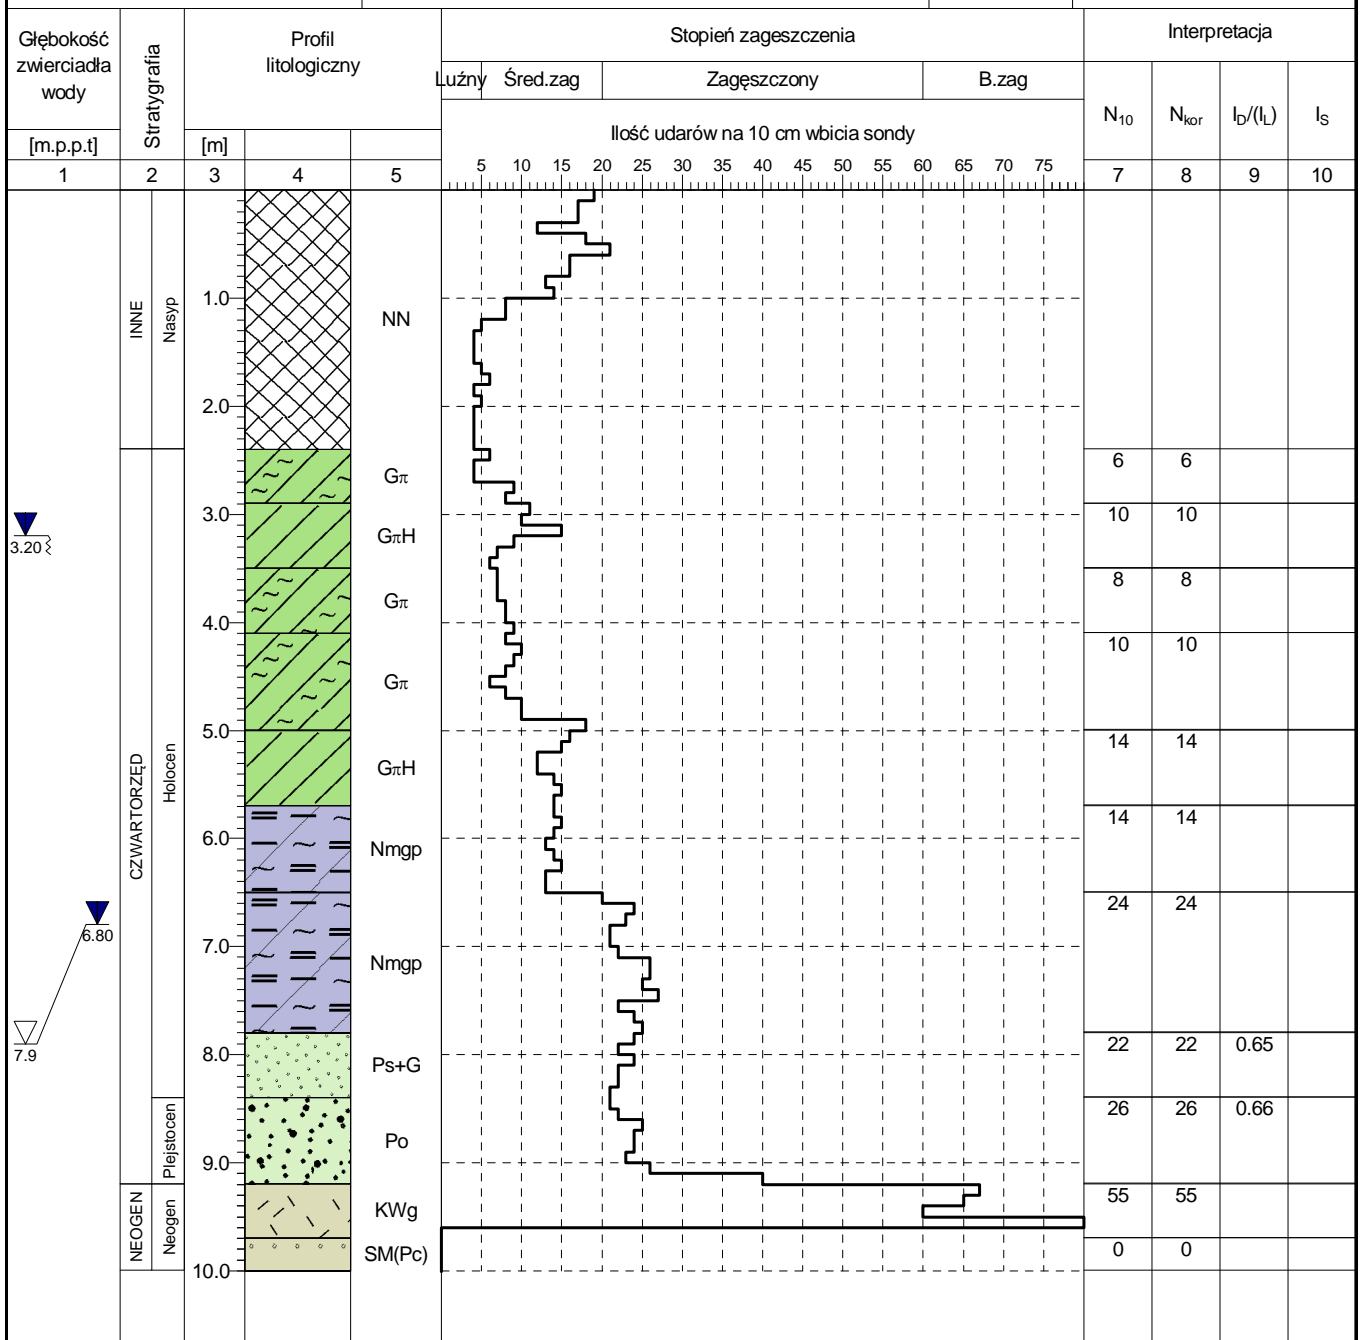 Głębokość zwierciadła wody
Stratygrafia
Profil litologiczny
Stopień zageszczenia
Interpretacja
Luźny Śred.zag Zagęszczony B.zag
N10 Nkor ID/(IL) IS
Ilość udarów na 10 cm wbicia sondy
[m.p.p.t] [m]
5 10 15 20 25 30 35 40 45 50 55 60 65 70 75
1 2 3 4 5 7 8 9 10
INNE
Nasyp
1.0
NN
2.0
Gπ
6 6
3.0
3.20
GπH
10 10
Gπ
8 8
4.0
10 10
Gπ
5.0
14 14
GπH
CZWARTORZĘD
Holocen
14 14
6.0
Nmgp
24 24
6.80
7.0
Nmgp
7.9
8.0
22 22 0.65
Ps+G
26 26 0.66
Plejstocen
Po
9.0
NEOGEN
Neogen
KWg
55 55
SM(Pc)
0 0
10.0